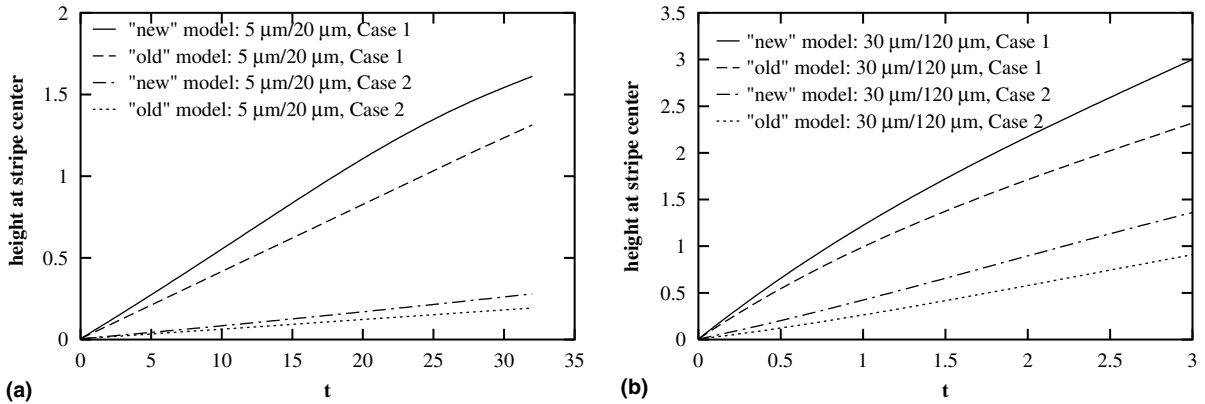 2
1.5
1
0.5
0
0 5 10 15 20 25 30 35
height at stripe center
t
(a)
"new" model: 5 µm/20 µm, Case 1
"old" model: 5 µm/20 µm, Case 1
"new" model: 5 µm/20 µm, Case 2
"old" model: 5 µm/20 µm, Case 2
3.5
3
2.5
2
1.5
1
0.5
0
0 0.5 1 1.5 2 2.5 3
height at stripe center
t
(b)
"new" model: 30 µm/120 µm, Case 1
"old" model: 30 µm/120 µm, Case 1
"new" model: 30 µm/120 µm, Case 2
"old" model: 30 µm/120 µm, Case 2